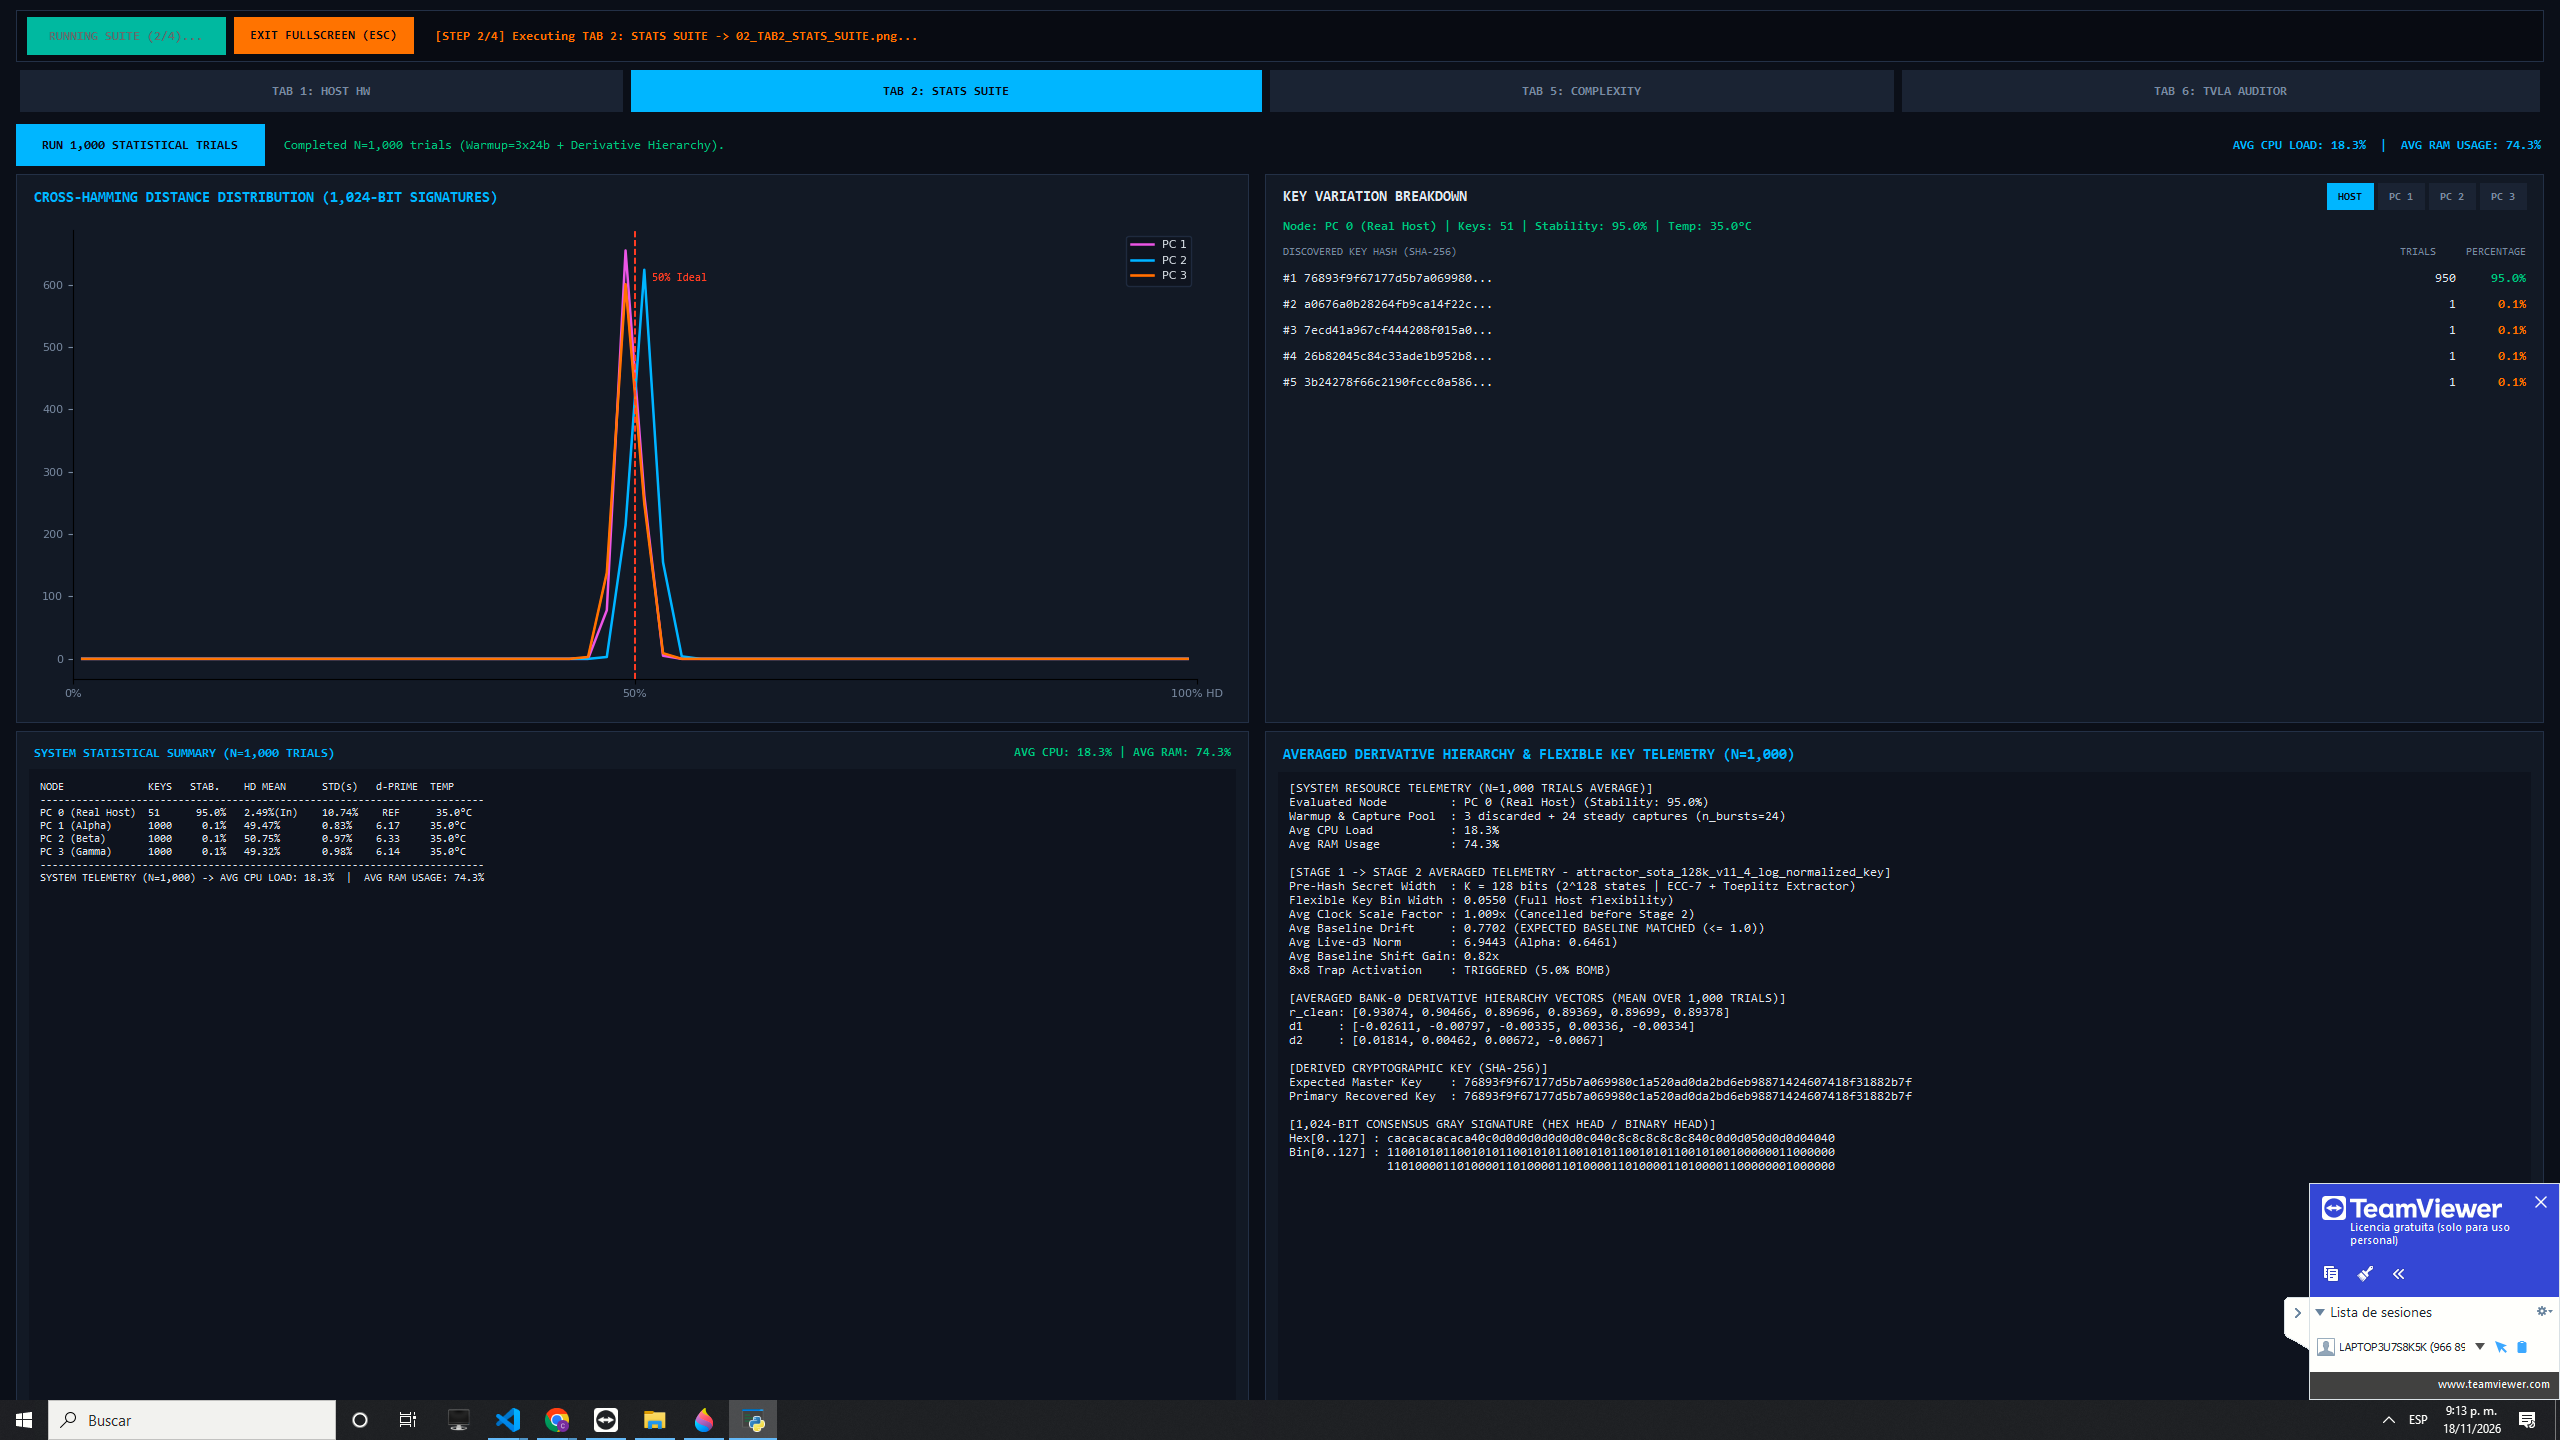 RUNNING SUITE (2/4)...
EXIT FULLSCREEN (ESC)
[STEP 2/4] Executing TAB 2: STATS SUITE -> 02_TAB2_STATS_SUITE.png...
TAB 1: HOST HW
TAB 2: STATS SUITE
TAB 5: COMPLEXITY
TAB 6: TVLA AUDITOR
RUN 1,000 STATISTICAL TRIALS
Completed N=1,000 trials (Warmup=3x24b + Derivative Hierarchy).
AVG CPU LOAD: 18.3% | AVG RAM USAGE: 74.3%
CROSS-HAMMING DISTANCE DISTRIBUTION (1,024-BIT SIGNATURES)
PC 1
PC 2
PC 3
50% Ideal
600
500
400
300
200
100
0
0%
50%
100% HD
KEY VARIATION BREAKDOWN
HOST
PC 1
PC 2
PC 3
Node: PC 0 (Real Host) | Keys: 51 | Stability: 95.0% | Temp: 35.0°C
DISCOVERED KEY HASH (SHA-256) TRIALS PERCENTAGE
#1 76893f9f67177d5b7a069980... 950 95.0%
#2 a0676a0b28264fb9ca14f22c... 1 0.1%
#3 7ecd41a967cf444208f015a0... 1 0.1%
#4 26b82045c84c33ade1b952b8... 1 0.1%
#5 3b24278f66c2190fccc0a586... 1 0.1%
SYSTEM STATISTICAL SUMMARY (N=1,000 TRIALS)
AVG CPU: 18.3% | AVG RAM: 74.3%
NODE KEYS STAB. HD MEAN STD(s) d-PRIME TEMP
--------------------------------------------------------------------------
PC 0 (Real Host) 51 95.0% 2.49%(In) 10.74% REF 35.0°C
PC 1 (Alpha) 1000 0.1% 49.47% 0.83% 6.17 35.0°C
PC 2 (Beta) 1000 0.1% 50.75% 0.97% 6.33 35.0°C
PC 3 (Gamma) 1000 0.1% 49.32% 0.98% 6.14 35.0°C
--------------------------------------------------------------------------
SYSTEM TELEMETRY (N=1,000) -> AVG CPU LOAD: 18.3% | AVG RAM USAGE: 74.3%
AVERAGED DERIVATIVE HIERARCHY & FLEXIBLE KEY TELEMETRY (N=1,000)
[SYSTEM RESOURCE TELEMETRY (N=1,000 TRIALS AVERAGE)]
Evaluated Node : PC 0 (Real Host) (Stability: 95.0%)
Warmup & Capture Pool : 3 discarded + 24 steady captures (n_bursts=24)
Avg CPU Load : 18.3%
Avg RAM Usage : 74.3%
[STAGE 1 -> STAGE 2 AVERAGED TELEMETRY - attractor_sota_128k_v11_4_log_normalized_key]
Pre-Hash Secret Width : K = 128 bits (2^128 states | ECC-7 + Toeplitz Extractor)
Flexible Key Bin Width : 0.0550 (Full Host flexibility)
Avg Clock Scale Factor : 1.009x (Cancelled before Stage 2)
Avg Baseline Drift : 0.7702 (EXPECTED BASELINE MATCHED (<= 1.0))
Avg Live-d3 Norm : 6.9443 (Alpha: 0.6461)
Avg Baseline Shift Gain: 0.82x
8x8 Trap Activation : TRIGGERED (5.0% BOMB)
[AVERAGED BANK-0 DERIVATIVE HIERARCHY VECTORS (MEAN OVER 1,000 TRIALS)]
r_clean: [0.93074, 0.90466, 0.89696, 0.89369, 0.89699, 0.89378]
d1 : [-0.02611, -0.00797, -0.00335, 0.00336, -0.00334]
d2 : [0.01814, 0.00462, 0.00672, -0.0067]
[DERIVED CRYPTOGRAPHIC KEY (SHA-256)]
Expected Master Key : 76893f9f67177d5b7a069980c1a520ad0da2bd6eb98871424607418f31882b7f
Primary Recovered Key : 76893f9f67177d5b7a069980c1a520ad0da2bd6eb98871424607418f31882b7f
[1,024-BIT CONSENSUS GRAY SIGNATURE (HEX HEAD / BINARY HEAD)]
Hex[0..127] : cacacacacaca40c0d0d0d0d0d0d0c040c8c8c8c8c8c840c0d0d050d0d0d04040
Bin[0..127] : 1100101011001010110010101100101011001010110010100100000011000000
1101000011010000110100001101000011010000110100001100000001000000
TeamViewer
Licencia gratuita (solo para uso
personal)
Lista de sesiones
LAPTOP3U7S8K5K (966 89
www.teamviewer.com
Buscar
ESP
9:13 p. m.
18/11/2026